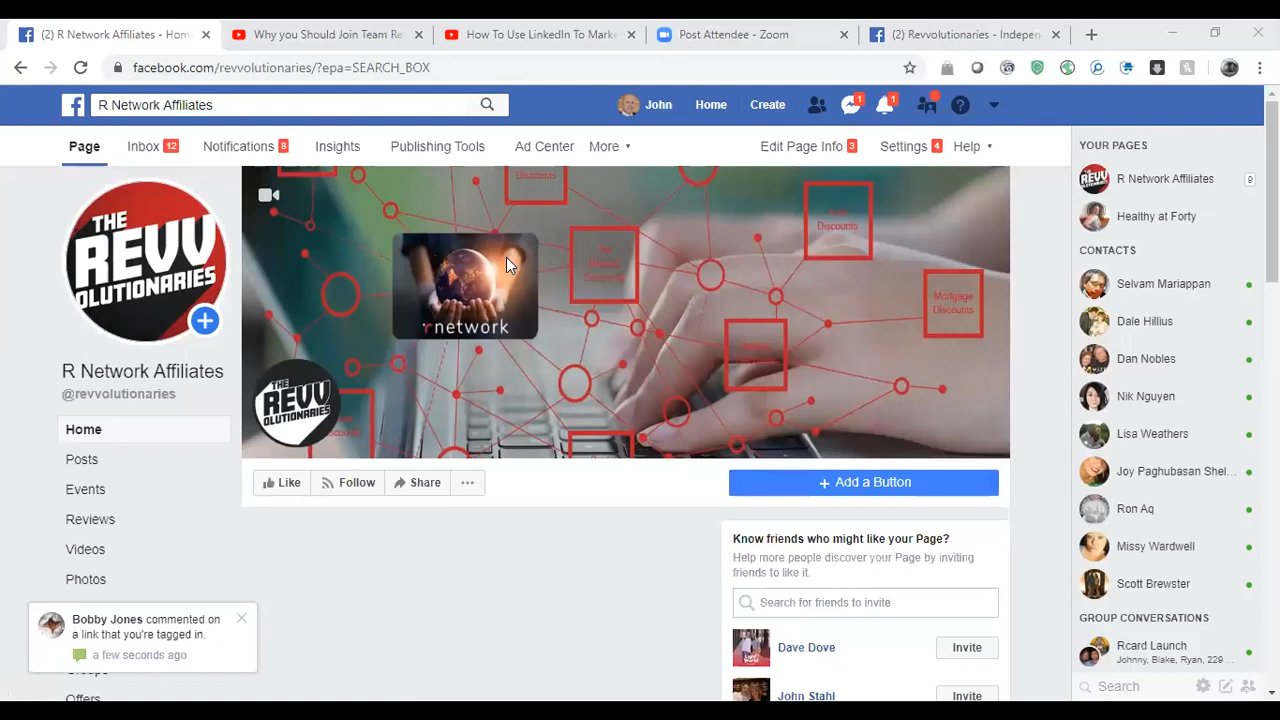 (2) R Network Affiliates - Hom
Why you Should Join Team Re
How To Use LinkedIn To Marke
Post Attendee - Zoom
(2) Revvolutionaries - Indepen
facebook.com/revvolutionaries/?epa=SEARCH_BOX
R Network Affiliates
John
Home
Create
1
1
Page
Inbox 12
Notifications 8
Insights
Publishing Tools
Ad Center
More
Edit Page Info 3
Settings 4
Help
THE
REVV
OLUTIONARIES
R Network Affiliates
@revvolutionaries
Home
Posts
Events
Reviews
Videos
Photos
Groups
Offers
Bobby Jones commented on
a link that you're tagged in.
a few seconds ago
Discounts
Discounts
Discounts
Mortgage
Discounts
rnetwork
THE
REVV
OLUTIONARIES
Like
Follow
Share
Add a Button
Know friends who might like your Page?
Help more people discover your Page by inviting
friends to like it.
Search for friends to invite
Dave Dove
Invite
John Stahl
Invite
YOUR PAGES
R Network Affiliates
9
Healthy at Forty
CONTACTS
Selvam Mariappan
Dale Hillius
Dan Nobles
Nik Nguyen
Lisa Weathers
Joy Paghubasan Shel...
Ron Aq
Missy Wardwell
Scott Brewster
GROUP CONVERSATIONS
Rcard Launch
Johnny, Blake, Ryan, 229 ...
Search